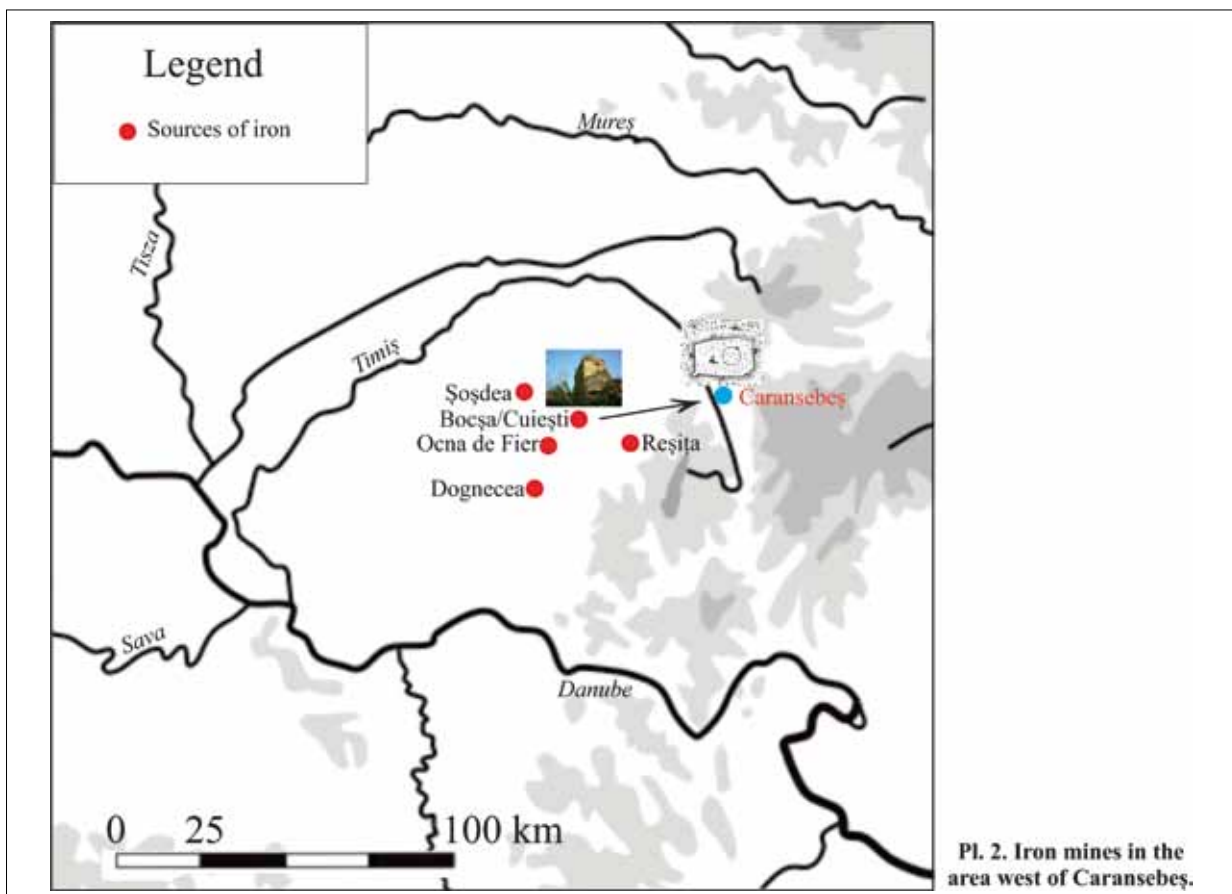 Legend
Sources of iron
Mureș
Tisza
Timiș
Șoșdea
Caransebeș
Bocșa/Cuiești
Ocna de Fier
Reșița
Dognecea
Sava
Danube
0 25 100 km
Pl. 2. Iron mines in the
area west of Caransebeș.